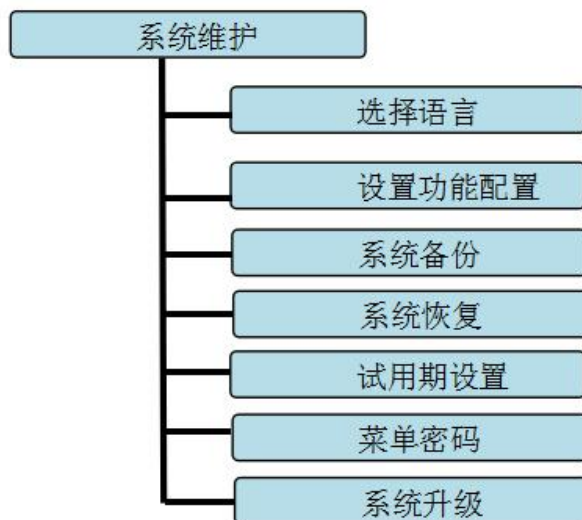 系统维护
选择语言
设置功能配置
系统备份
系统恢复
试用期设置
菜单密码
系统升级